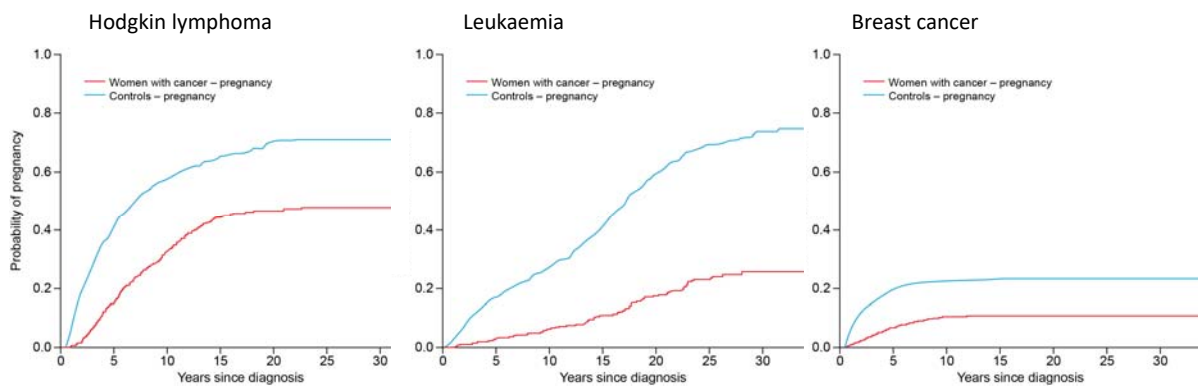 Hodgkin lymphoma
Leukaemia
Breast cancer
1.0
0.8
0.6
0.4
0.2
0.0
Probability of pregnancy
Women with cancer – pregnancy
Controls – pregnancy
0 5 10 15 20 25 30
Years since diagnosis
1.0
0.8
0.6
0.4
0.2
0.0
Women with cancer – pregnancy
Controls – pregnancy
0 5 10 15 20 25 30
Years since diagnosis
1.0
0.8
0.6
0.4
0.2
0.0
Women with cancer – pregnancy
Controls – pregnancy
0 5 10 15 20 25 30
Years since diagnosis